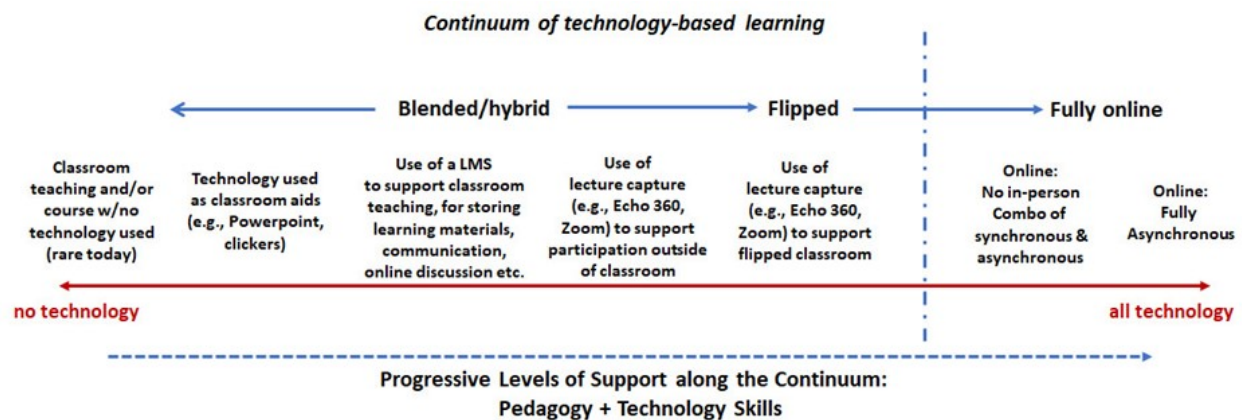 Continuum of technology-based learning
Blended/hybrid
Flipped
Fully online
Classroom
teaching and/or
course w/no
technology used
(rare today)
Technology used
as classroom aids
(e.g., Powerpoint,
clickers)
Use of a LMS
to support classroom
teaching, for storing
learning materials,
communication,
online discussion etc.
Use of
lecture capture
(e.g., Echo 360,
Zoom) to support
participation outside
of classroom
Use of
lecture capture
(e.g., Echo 360,
Zoom) to support
flipped classroom
Online:
No in-person
Combo of
synchronous &
asynchronous
Online:
Fully
Asynchronous
no technology
all technology
Progressive Levels of Support along the Continuum:
Pedagogy + Technology Skills